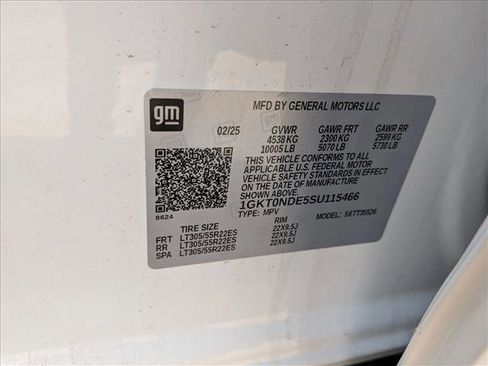 gm
MFD BY GENERAL MOTORS LLC
02/25 GVWR GAWR FRT GAWR RR
4538 KG 2300 KG 2599 KG
10005 LB 5070 LB 5730 LB
THIS VEHICLE CONFORMS TO ALL
APPLICABLE U.S. FEDERAL MOTOR
VEHICLE SAFETY STANDARDS IN EFFECT
ON THE DATE OF MANUFACTURE
SHOWN ABOVE.
1GKT0NDE5SU115466
TYPE: MPV MODEL:
8624
TIRE SIZE RIM
FRT LT305/55R22ES 22X9.5J
RR LT305/55R22ES 22X9.5J
SPA LT305/55R22ES 22X9.5J